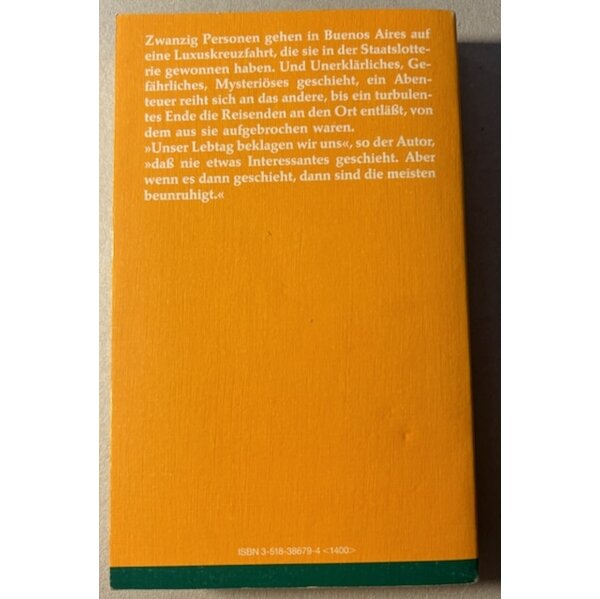 Zwanzig Personen gehen in Buenos Aires auf
eine Luxuskreuzfahrt, die sie in der Staatslotte-
rie gewonnen haben. Und Unerklärliches, Ge-
fährliches, Mysteriöses geschieht, ein Aben-
teuer reiht sich an das andere, bis ein turbulen-
tes Ende die Reisenden an den Ort entläßt, von
dem aus sie aufgebrochen waren.
»Unser Lebtag beklagen wir uns«, so der Autor,
»daß nie etwas Interessantes geschieht. Aber
wenn es dann geschieht, dann sind die meisten
beunruhigt.«
ISBN 3-518-38679-4 <1400>